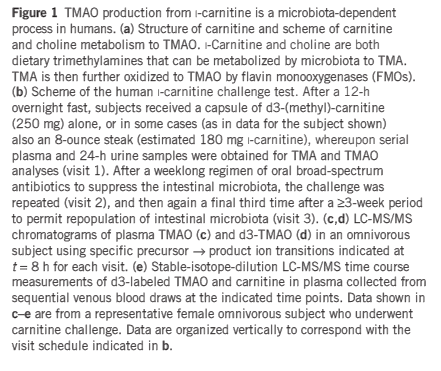 Figure 1 TMAO production from l-carnitine is a microbiota-dependent
process in humans. (a) Structure of carnitine and scheme of carnitine
and choline metabolism to TMAO. l-Carnitine and choline are both
dietary trimethylamines that can be metabolized by microbiota to TMA.
TMA is then further oxidized to TMAO by flavin monooxygenases (FMOs).
(b) Scheme of the human l-carnitine challenge test. After a 12-h
overnight fast, subjects received a capsule of d3-(methyl)-carnitine
(250 mg) alone, or in some cases (as in data for the subject shown)
also an 8-ounce steak (estimated 180 mg l-carnitine), whereupon serial
plasma and 24-h urine samples were obtained for TMA and TMAO
analyses (visit 1). After a weeklong regimen of oral broad-spectrum
antibiotics to suppress the intestinal microbiota, the challenge was
repeated (visit 2), and then again a final third time after a ≥3-week period
to permit repopulation of intestinal microbiota (visit 3). (c,d) LC-MS/MS
chromatograms of plasma TMAO (c) and d3-TMAO (d) in an omnivorous
subject using specific precursor → product ion transitions indicated at
t = 8 h for each visit. (e) Stable-isotope-dilution LC-MS/MS time course
measurements of d3-labeled TMAO and carnitine in plasma collected from
sequential venous blood draws at the indicated time points. Data shown in
c–e are from a representative female omnivorous subject who underwent
carnitine challenge. Data are organized vertically to correspond with the
visit schedule indicated in b.